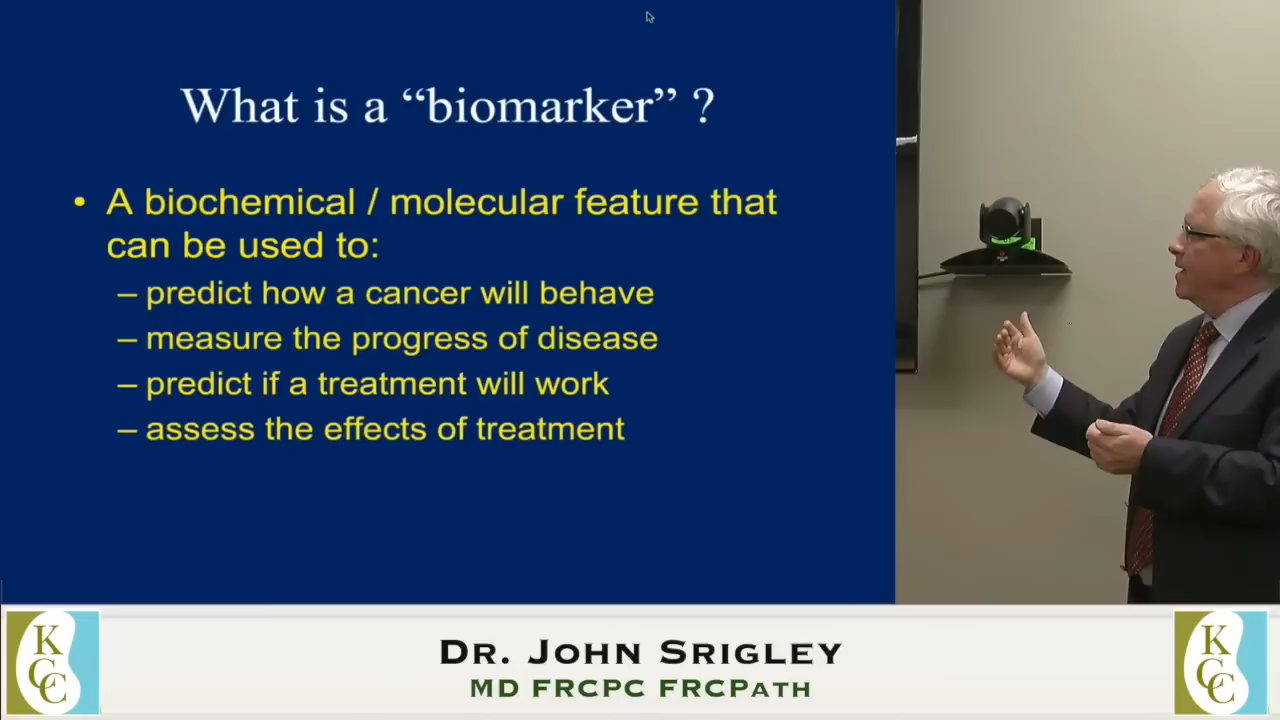 What is a “biomarker” ?
• A biochemical / molecular feature that
can be used to:
– predict how a cancer will behave
– measure the progress of disease
– predict if a treatment will work
– assess the effects of treatment
KCC
DR. JOHN SRIGLEY
MD FRCPC FRCPATH
KCC